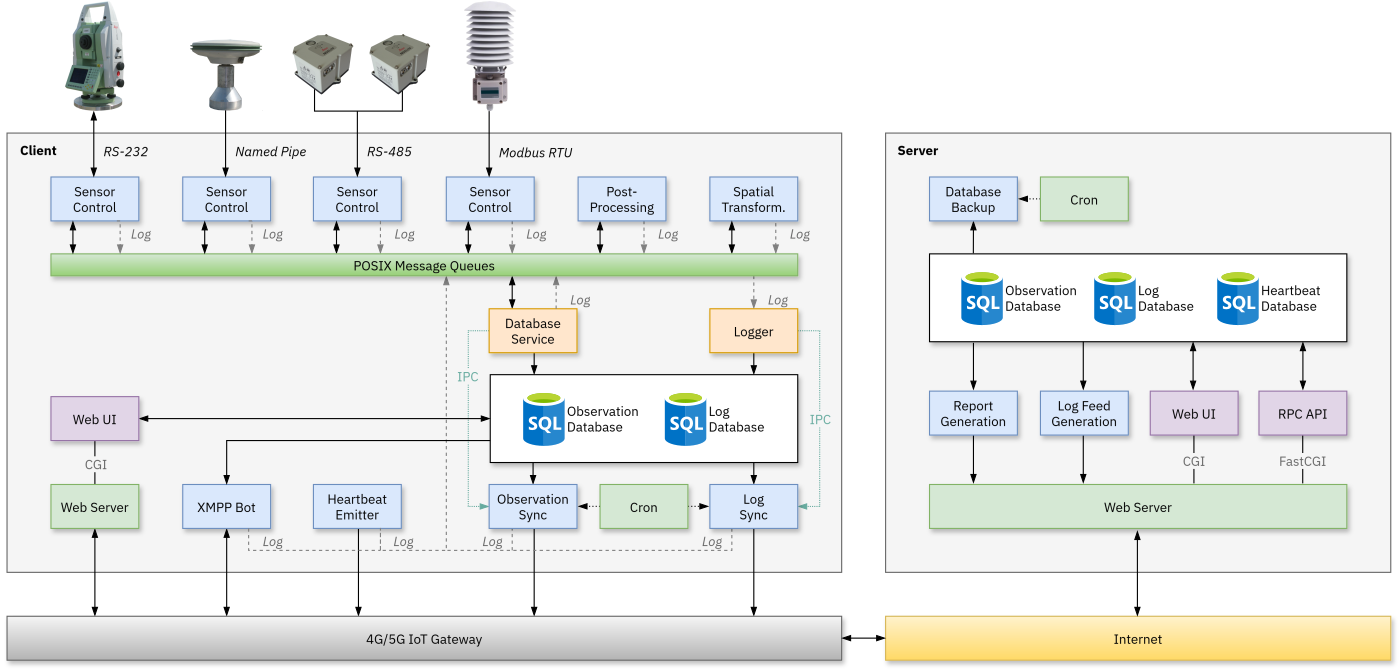 Client
RS-232
Named Pipe
RS-485
Modbus RTU
Sensor
Control
Sensor
Control
Sensor
Control
Sensor
Control
Post-
Processing
Spatial
Transform.
Log
Log
Log
Log
Log
Log
POSIX Message Queues
Log
Log
Database
Service
Logger
IPC
IPC
SQL
Observation
Database
SQL
Log
Database
Web UI
CGI
Web Server
XMPP Bot
Heartbeat
Emitter
Observation
Sync
Cron
Log
Sync
Log
Log
Log
Log
4G/5G IoT Gateway
Server
Database
Backup
Cron
SQL
Observation
Database
SQL
Log
Database
SQL
Heartbeat
Database
Report
Generation
Log Feed
Generation
Web UI
RPC API
CGI
FastCGI
Web Server
Internet